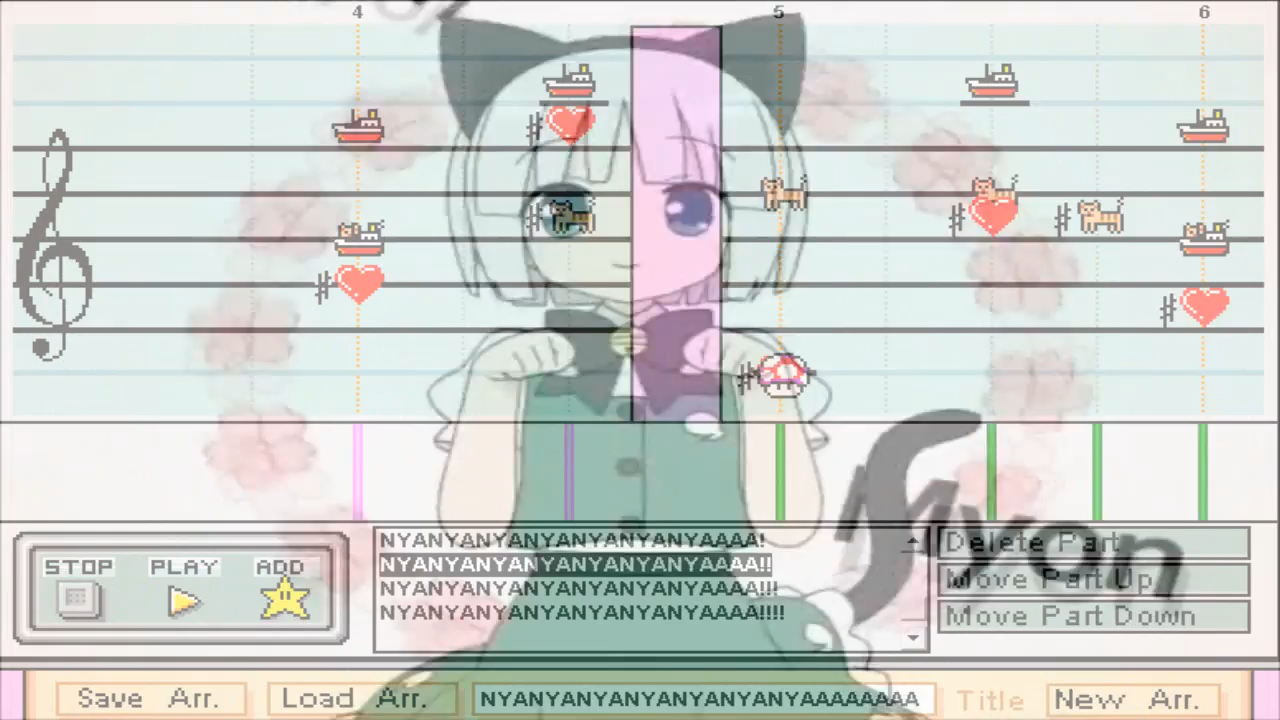 4 5 6
STOP PLAY ADD
NYANYANYANYANYANYANYAAAA!
NYANYANYANYANYANYANYAAAA!!
NYANYANYANYANYANYANYAAAA!!!
NYANYANYANYANYANYANYAAAA!!!!
Delete Part
Move Part Up
Move Part Down
Nyan
Save Arr.
Load Arr.
NYANYANYANYANYANYANYAAAAAAAA
Title
New Arr.